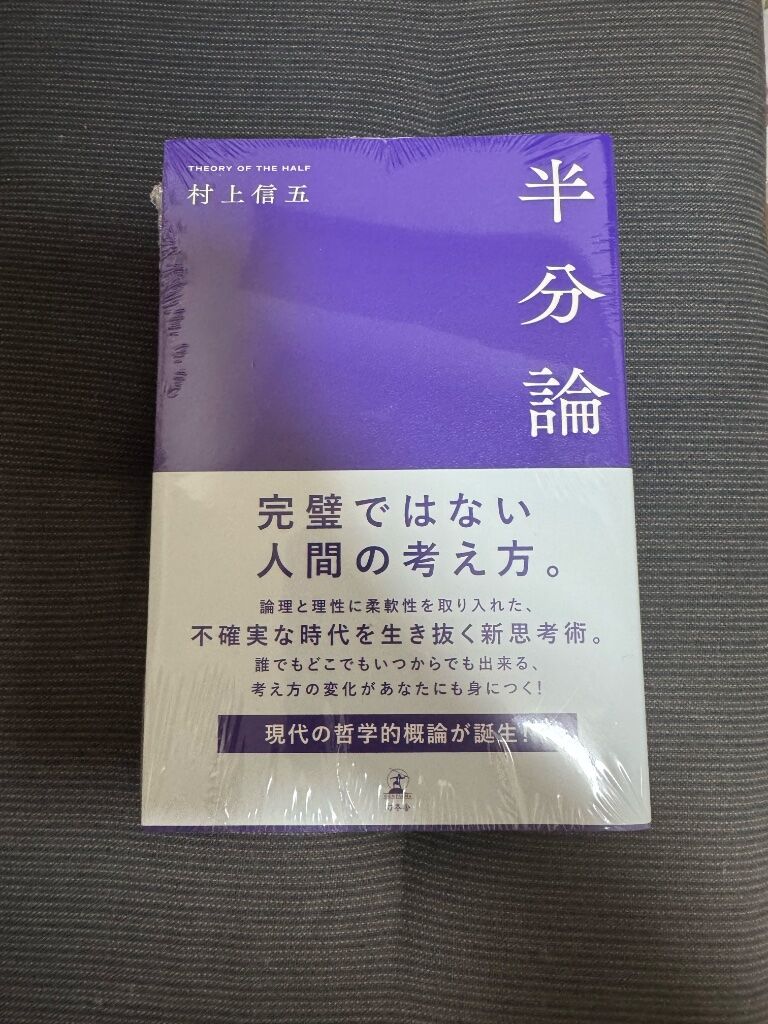 THEORY OF THE HALF
村上信五
半分論
完璧ではない
人間の考え方。
論理と理性に柔軟性を取り入れた、
不確実な時代を生き抜く新思考術。
誰でもどこでもいつからでも出来る、
考え方の変化があなたにも身につく!
現代の哲学的概論が誕生!
幻冬舎